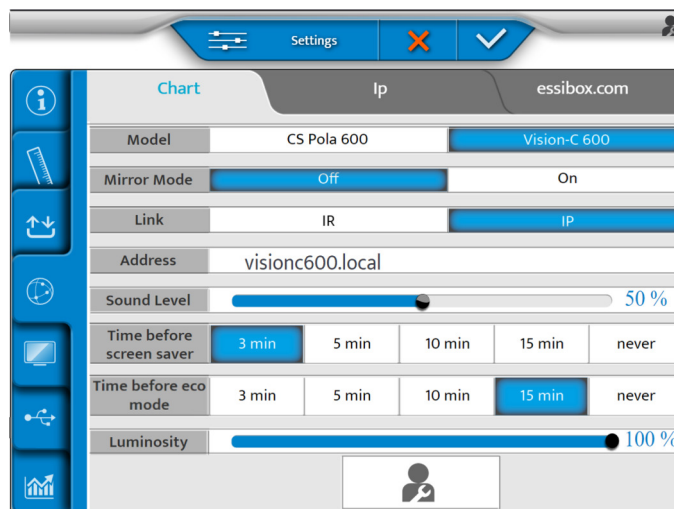 Settings
Chart Ip essibox.com
Model CS Pola 600 Vision-C 600
Mirror Mode Off On
Link IR IP
Address visionc600.local
Sound Level 50 %
Time before
screen saver 3 min 5 min 10 min 15 min never
Time before eco
mode 3 min 5 min 10 min 15 min never
Luminosity 100 %